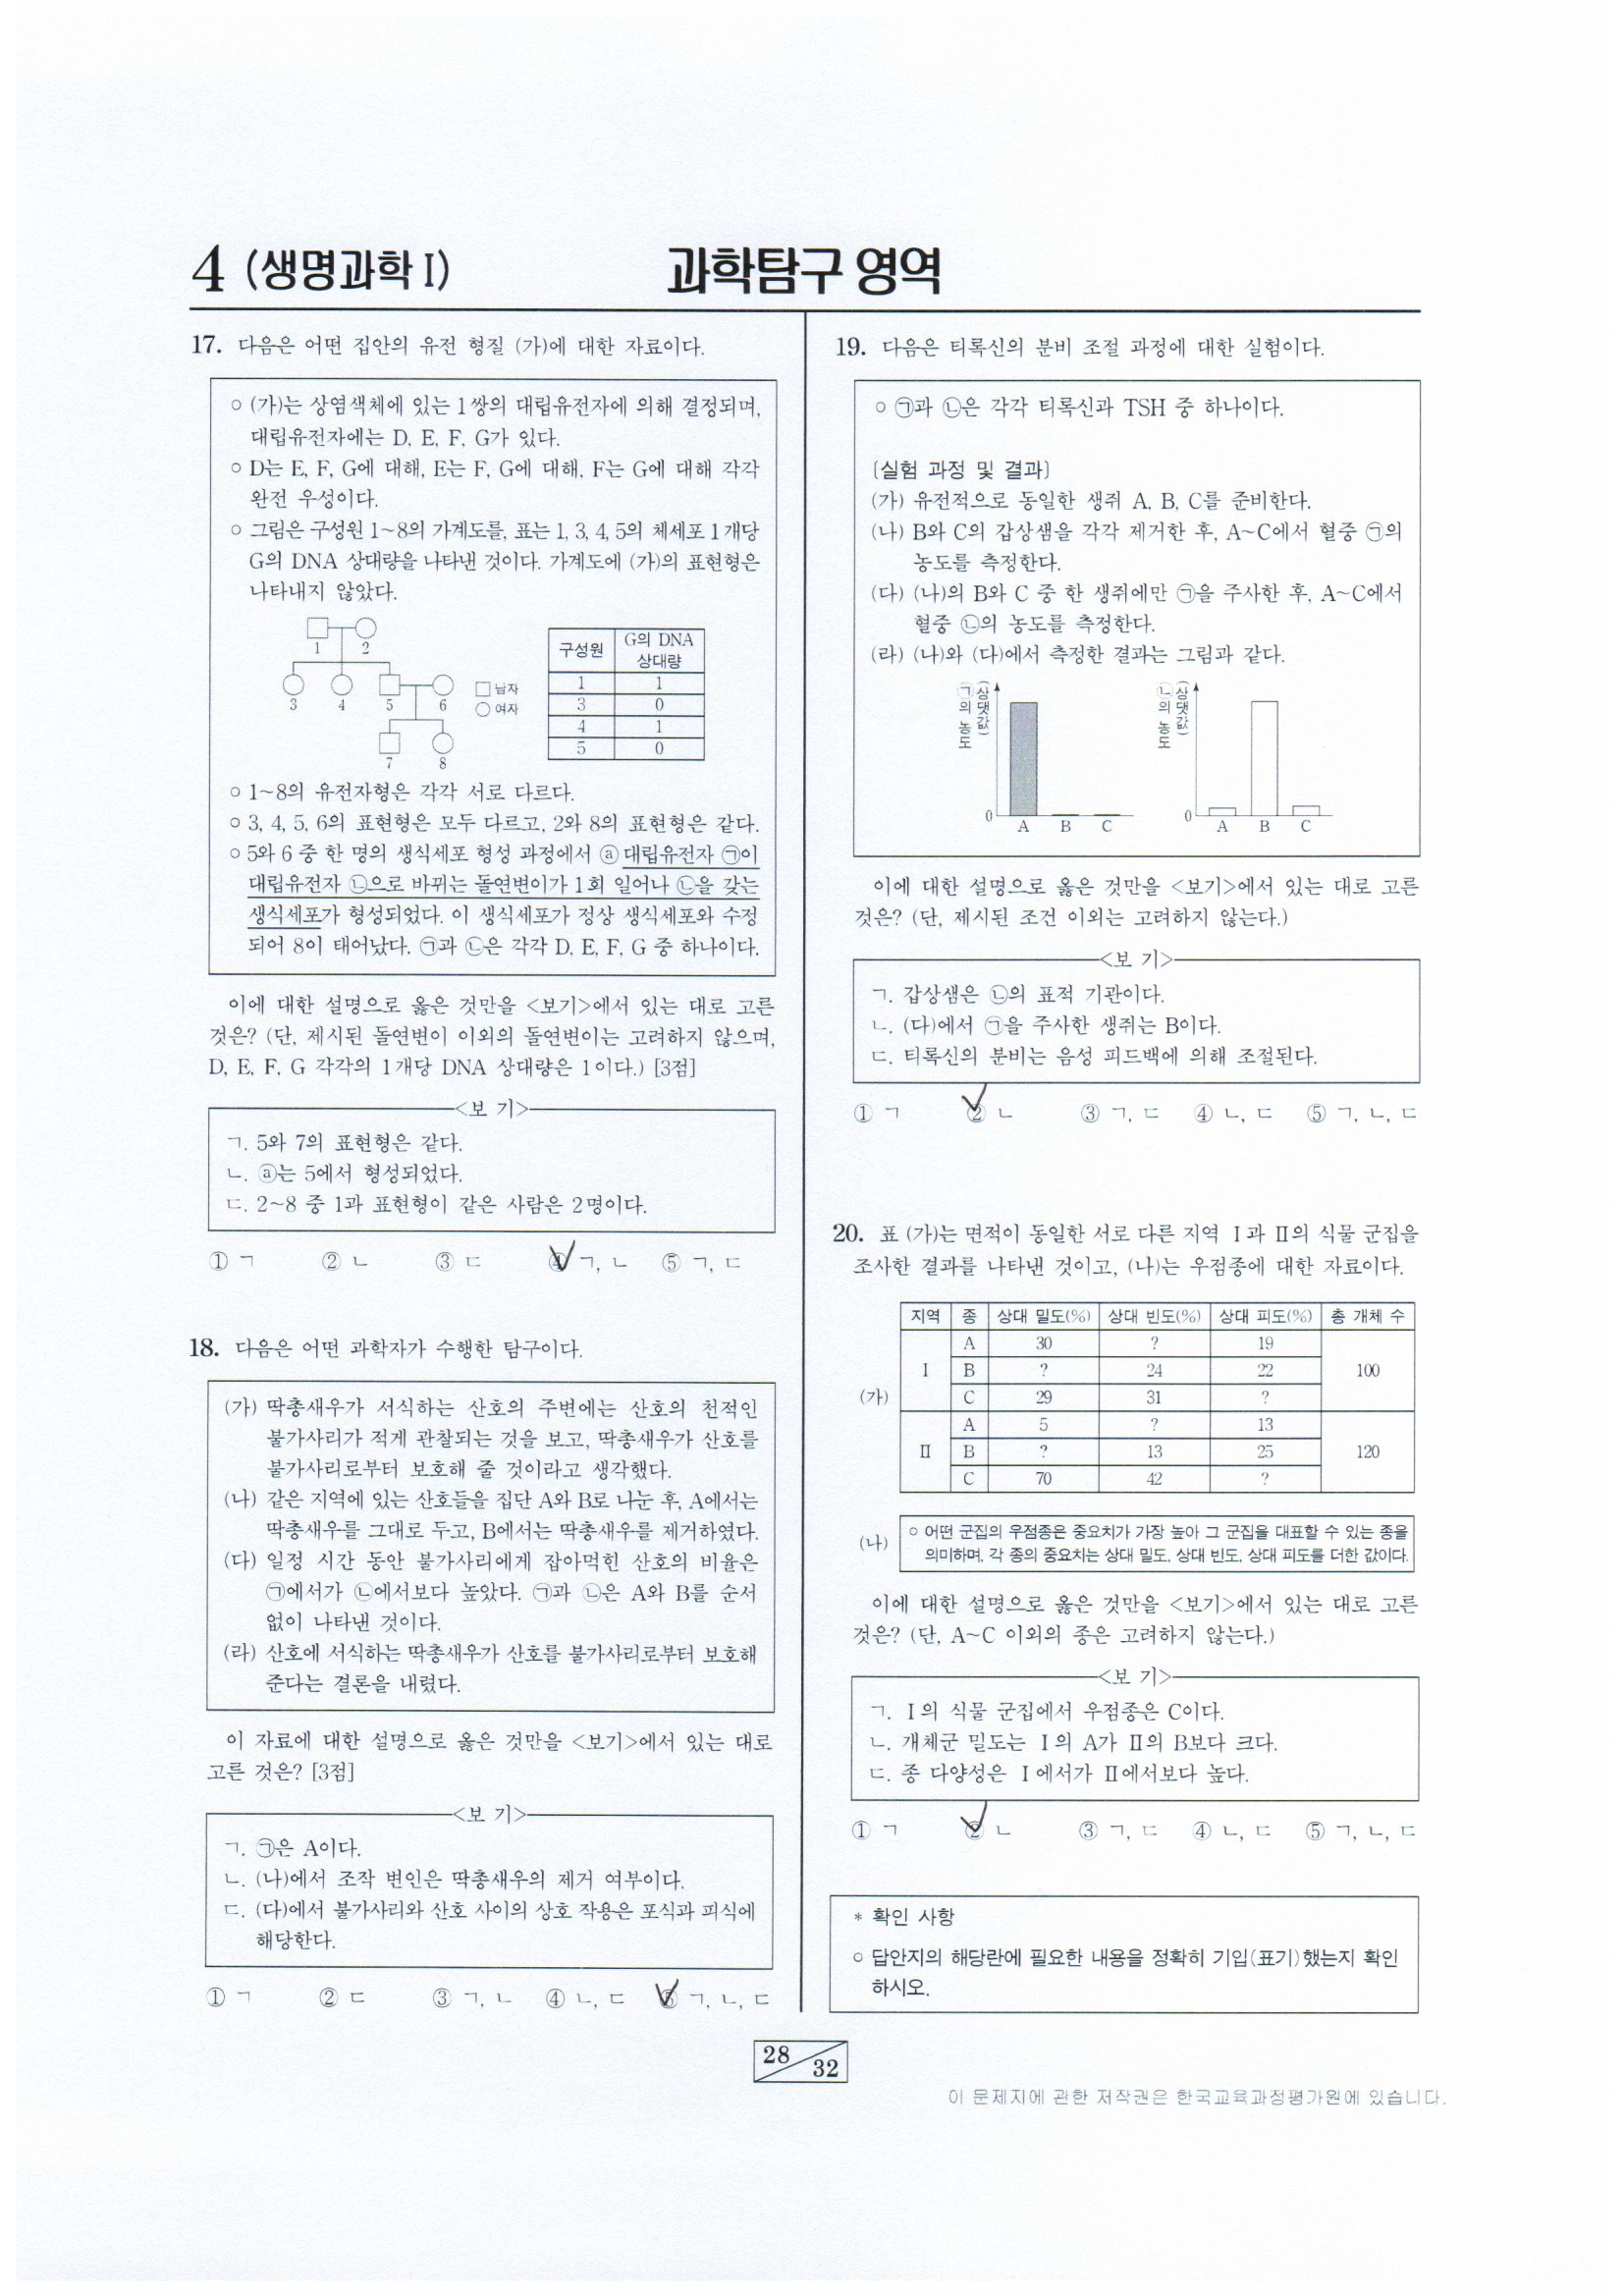 4 (생명과학 I)
과학탐구 영역
17. 다음은 어떤 집안의 유전 형질 (가)에 대한 자료이다.
○ (가)는 상염색체에 있는 1쌍의 대립유전자에 의해 결정되며,
대립유전자에는 D, E, F, G가 있다.
○ D는 E, F, G에 대해, E는 F, G에 대해, F는 G에 대해 각각
완전 우성이다.
○ 그림은 구성원 1~8의 가계도를, 표는 1, 3, 4, 5의 체세포 1개당
G의 DNA 상대량을 나타낸 것이다. 가계도에 (가)의 표현형은
나타내지 않았다.
1 2
3 4 5 6
7 8
□ 남자
○ 여자
구성원 G의 DNA 상대량
1 1
3 0
4 1
5 0
○ 1~8의 유전자형은 각각 서로 다르다.
○ 3, 4, 5, 6의 표현형은 모두 다르고, 2와 8의 표현형은 같다.
○ 5와 6 중 한 명의 생식세포 형성 과정에서 ⓐ 대립유전자 ㉠이
대립유전자 ㉡으로 바뀌는 돌연변이가 1회 일어나 ㉡을 갖는
생식세포가 형성되었다. 이 생식세포가 정상 생식세포와 수정
되어 8이 태어났다. ㉠과 ㉡은 각각 D, E, F, G 중 하나이다.
이에 대한 설명으로 옳은 것만을 <보기>에서 있는 대로 고른
것은? (단, 제시된 돌연변이 이외의 돌연변이는 고려하지 않으며,
D, E, F, G 각각의 1개당 DNA 상대량은 1이다.) [3점]
<보 기>
ㄱ. 5와 7의 표현형은 같다.
ㄴ. ⓐ는 5에서 형성되었다.
ㄷ. 2~8 중 1과 표현형이 같은 사람은 2명이다.
① ㄱ ② ㄴ ③ ㄷ ④ ㄱ, ㄴ ⑤ ㄱ, ㄷ
18. 다음은 어떤 과학자가 수행한 탐구이다.
(가) 딱총새우가 서식하는 산호의 주변에는 산호의 천적인
불가사리가 적게 관찰되는 것을 보고, 딱총새우가 산호를
불가사리로부터 보호해 줄 것이라고 생각했다.
(나) 같은 지역에 있는 산호들을 집단 A와 B로 나눈 후, A에서는
딱총새우를 그대로 두고, B에서는 딱총새우를 제거하였다.
(다) 일정 시간 동안 불가사리에게 잡아먹힌 산호의 비율은
㉠에서가 ㉡에서보다 높았다. ㉠과 ㉡은 A와 B를 순서
없이 나타낸 것이다.
(라) 산호에 서식하는 딱총새우가 산호를 불가사리로부터 보호해
준다는 결론을 내렸다.
이 자료에 대한 설명으로 옳은 것만을 <보기>에서 있는 대로
고른 것은? [3점]
<보 기>
ㄱ. ㉠은 A이다.
ㄴ. (나)에서 조작 변인은 딱총새우의 제거 여부이다.
ㄷ. (다)에서 불가사리와 산호 사이의 상호 작용은 포식과 피식에
해당한다.
① ㄱ ② ㄷ ③ ㄱ, ㄴ ④ ㄴ, ㄷ ⑤ ㄱ, ㄴ, ㄷ
19. 다음은 티록신의 분비 조절 과정에 대한 실험이다.
○ ㉠과 ㉡은 각각 티록신과 TSH 중 하나이다.
[실험 과정 및 결과]
(가) 유전적으로 동일한 생쥐 A, B, C를 준비한다.
(나) B와 C의 갑상샘을 각각 제거한 후, A~C에서 혈중 ㉠의
농도를 측정한다.
(다) (나)의 B와 C 중 한 생쥐에만 ㉠을 주사한 후, A~C에서
혈중 ㉡의 농도를 측정한다.
(라) (나)와 (다)에서 측정한 결과는 그림과 같다.
㉠의 농도 (상댓값)
0 A B C
㉡의 농도 (상댓값)
0 A B C
이에 대한 설명으로 옳은 것만을 <보기>에서 있는 대로 고른
것은? (단, 제시된 조건 이외는 고려하지 않는다.)
<보 기>
ㄱ. 갑상샘은 ㉡의 표적 기관이다.
ㄴ. (다)에서 ㉠을 주사한 생쥐는 B이다.
ㄷ. 티록신의 분비는 음성 피드백에 의해 조절된다.
① ㄱ ② ㄴ ③ ㄱ, ㄷ ④ ㄴ, ㄷ ⑤ ㄱ, ㄴ, ㄷ
20. 표 (가)는 면적이 동일한 서로 다른 지역 Ⅰ과 Ⅱ의 식물 군집을
조사한 결과를 나타낸 것이고, (나)는 우점종에 대한 자료이다.
(가)
지역 종 상대 밀도(%) 상대 빈도(%) 상대 피도(%) 총 개체 수
Ⅰ A 30 ? 19 100
B ? 24 22
C 29 31 ?
Ⅱ A 5 ? 13 120
B ? 13 25
C 70 42 ?
(나)
○ 어떤 군집의 우점종은 중요치가 가장 높아 그 군집을 대표할 수 있는 종을
의미하며, 각 종의 중요치는 상대 밀도, 상대 빈도, 상대 피도를 더한 값이다.
이에 대한 설명으로 옳은 것만을 <보기>에서 있는 대로 고른
것은? (단, A~C 이외의 종은 고려하지 않는다.)
<보 기>
ㄱ. Ⅰ의 식물 군집에서 우점종은 C이다.
ㄴ. 개체군 밀도는 Ⅰ의 A가 Ⅱ의 B보다 크다.
ㄷ. 종 다양성은 Ⅰ에서가 Ⅱ에서보다 높다.
① ㄱ ② ㄴ ③ ㄱ, ㄷ ④ ㄴ, ㄷ ⑤ ㄱ, ㄴ, ㄷ
* 확인 사항
○ 답안지의 해당란에 필요한 내용을 정확히 기입(표기)했는지 확인
하시오.
28 32
이 문제지에 관한 저작권은 한국교육과정평가원에 있습니다.